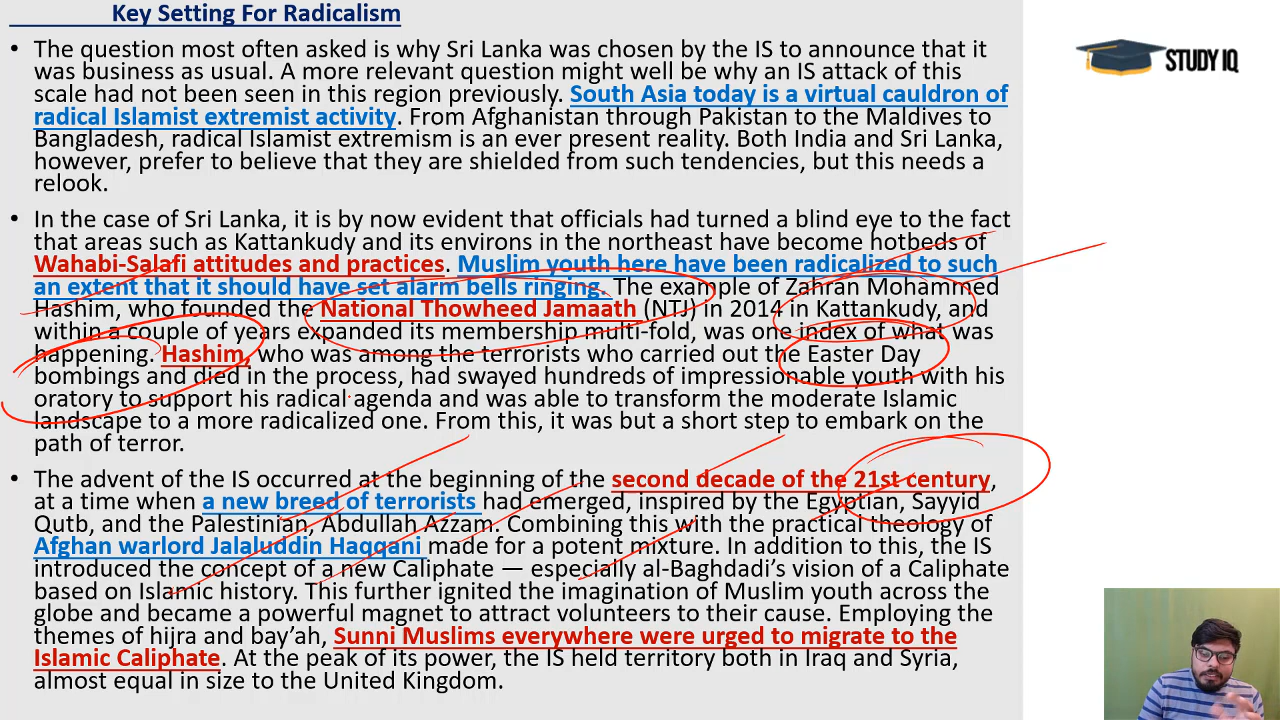 Key Setting For Radicalism
• The question most often asked is why Sri Lanka was chosen by the IS to announce that it
was business as usual. A more relevant question might well be why an IS attack of this
scale had not been seen in this region previously. South Asia today is a virtual cauldron of
radical Islamist extremist activity. From Afghanistan through Pakistan to the Maldives to
Bangladesh, radical Islamist extremism is an ever present reality. Both India and Sri Lanka,
however, prefer to believe that they are shielded from such tendencies, but this needs a
relook.
• In the case of Sri Lanka, it is by now evident that officials had turned a blind eye to the fact
that areas such as Kattankudy and its environs in the northeast have become hotbeds of
Wahabi-Salafi attitudes and practices. Muslim youth here have been radicalized to such
an extent that it should have set alarm bells ringing. The example of Zahran Mohammed
Hashim, who founded the National Thowheed Jamaath (NTJ) in 2014 in Kattankudy, and
within a couple of years expanded its membership multi-fold, was one index of what was
happening. Hashim, who was among the terrorists who carried out the Easter Day
bombings and died in the process, had swayed hundreds of impressionable youth with his
oratory to support his radical agenda and was able to transform the moderate Islamic
landscape to a more radicalized one. From this, it was but a short step to embark on the
path of terror.
• The advent of the IS occurred at the beginning of the second decade of the 21st century,
at a time when a new breed of terrorists had emerged, inspired by the Egyptian, Sayyid
Qutb, and the Palestinian, Abdullah Azzam. Combining this with the practical theology of
Afghan warlord Jalaluddin Haqqani made for a potent mixture. In addition to this, the IS
introduced the concept of a new Caliphate — especially al-Baghdadi’s vision of a Caliphate
based on Islamic history. This further ignited the imagination of Muslim youth across the
globe and became a powerful magnet to attract volunteers to their cause. Employing the
themes of hijra and bay’ah, Sunni Muslims everywhere were urged to migrate to the
Islamic Caliphate. At the peak of its power, the IS held territory both in Iraq and Syria,
almost equal in size to the United Kingdom.
STUDY IQ